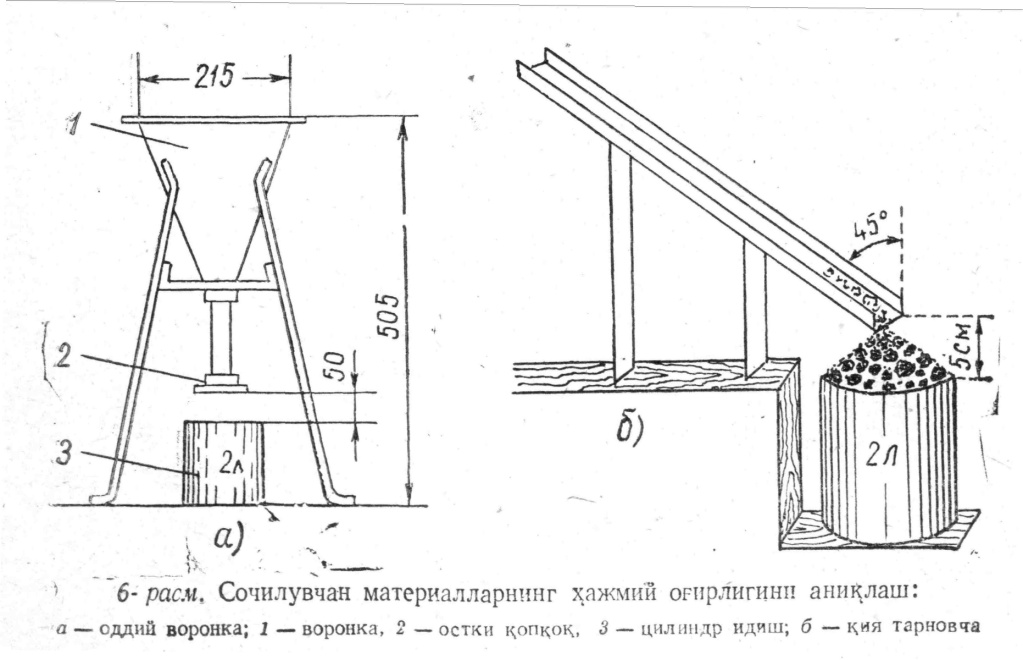 215
1
505
2
50
3
2л
а)
45°
5см
2л
б)
6- расм. Сочилувчан материалларнинг ҳажмий оғирлигини аниқлаш:
а — оддий воронка; 1 — воронка, 2 — остки қопқоқ, 3 — цилиндр идиш; б — қия тарновча